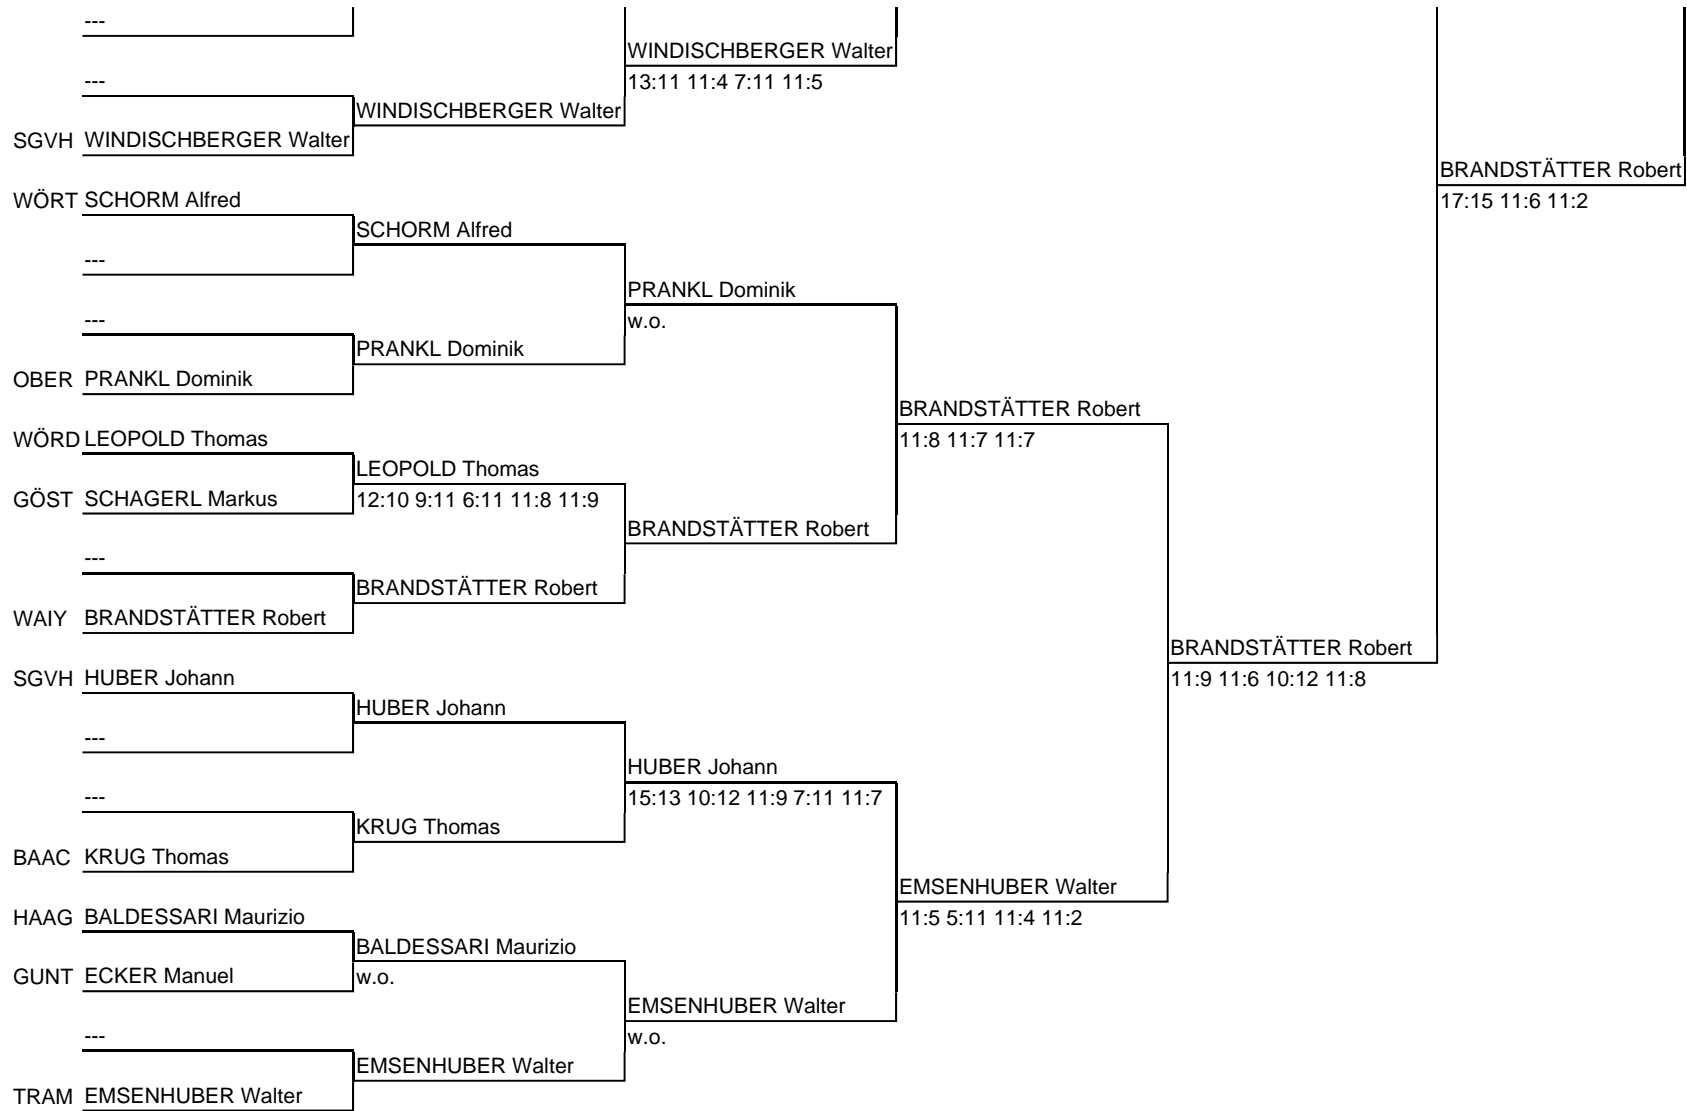 ---
WINDISCHBERGER Walter
---
13:11 11:4 7:11 11:5
WINDISCHBERGER Walter
SGVH WINDISCHBERGER Walter
BRANDSTÄTTER Robert
WÖRT SCHORM Alfred
17:15 11:6 11:2
SCHORM Alfred
---
PRANKL Dominik
---
w.o.
PRANKL Dominik
OBER PRANKL Dominik
BRANDSTÄTTER Robert
WÖRD LEOPOLD Thomas
11:8 11:7 11:7
LEOPOLD Thomas
GÖST SCHAGERL Markus
12:10 9:11 6:11 11:8 11:9
BRANDSTÄTTER Robert
---
BRANDSTÄTTER Robert
WAIY BRANDSTÄTTER Robert
BRANDSTÄTTER Robert
SGVH HUBER Johann
11:9 11:6 10:12 11:8
HUBER Johann
---
HUBER Johann
---
15:13 10:12 11:9 7:11 11:7
KRUG Thomas
BAAC KRUG Thomas
EMSENHUBER Walter
HAAG BALDESSARI Maurizio
11:5 5:11 11:4 11:2
BALDESSARI Maurizio
GUNT ECKER Manuel
w.o.
EMSENHUBER Walter
---
w.o.
EMSENHUBER Walter
TRAM EMSENHUBER Walter